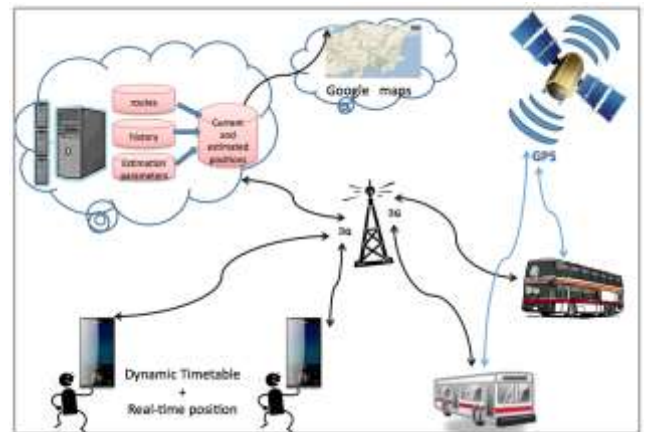 routes
history
Estimation
parameters
Current
and
estimated
positions
Google maps
GPS
3G
3G
Dynamic Timetable
+
Real-time position